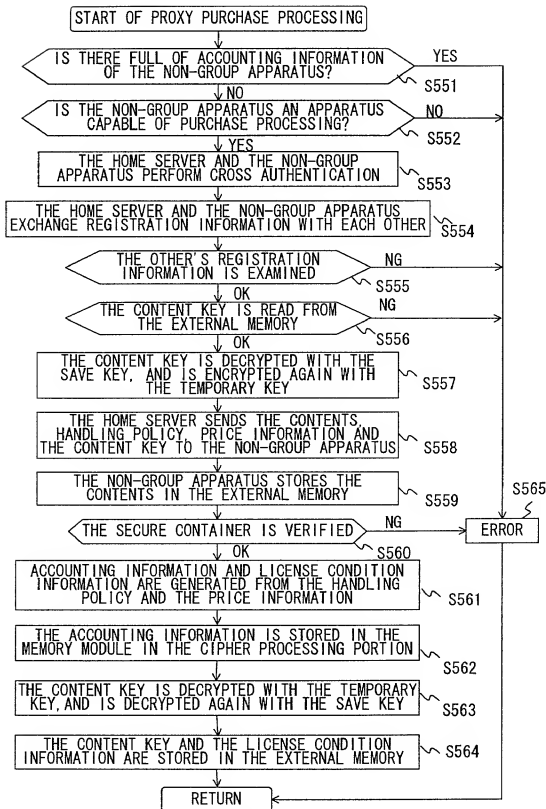 START OF PROXY PURCHASE PROCESSING
IS THERE FULL OF ACCOUNTING INFORMATION
OF THE NON-GROUP APPARATUS?
YES
S551
NO
IS THE NON-GROUP APPARATUS AN APPARATUS
CAPABLE OF PURCHASE PROCESSING?
NO
S552
YES
THE HOME SERVER AND THE NON-GROUP
APPARATUS PERFORM CROSS AUTHENTICATION
S553
THE HOME SERVER AND THE NON-GROUP APPARATUS
EXCHANGE REGISTRATION INFORMATION WITH EACH OTHER
S554
THE OTHER'S REGISTRATION
INFORMATION IS EXAMINED
NG
S555
OK
THE CONTENT KEY IS READ FROM
THE EXTERNAL MEMORY
NG
S556
OK
THE CONTENT KEY IS DECRYPTED WITH THE
SAVE KEY, AND IS ENCRYPTED AGAIN WITH
THE TEMPORARY KEY
S557
THE HOME SERVER SENDS THE CONTENTS,
HANDLING POLICY, PRICE INFORMATION AND
THE CONTENT KEY TO THE NON-GROUP APPARATUS
S558
THE NON-GROUP APPARATUS STORES THE
CONTENTS IN THE EXTERNAL MEMORY
S559
THE SECURE CONTAINER IS VERIFIED
NG
S560
S565
ERROR
OK
ACCOUNTING INFORMATION AND LICENSE CONDITION
INFORMATION ARE GENERATED FROM THE HANDLING
POLICY AND THE PRICE INFORMATION
S561
THE ACCOUNTING INFORMATION IS STORED IN THE
MEMORY MODULE IN THE CIPHER PROCESSING PORTION
S562
THE CONTENT KEY IS DECRYPTED WITH THE TEMPORARY
KEY,AND IS DECRYPTED AGAIN WITH THE SAVE KEY
S563
THE CONTENT KEY AND THE LICENSE CONDITION
INFORMATION ARE STORED IN THE EXTERNAL MEMORY
S564
RETURN